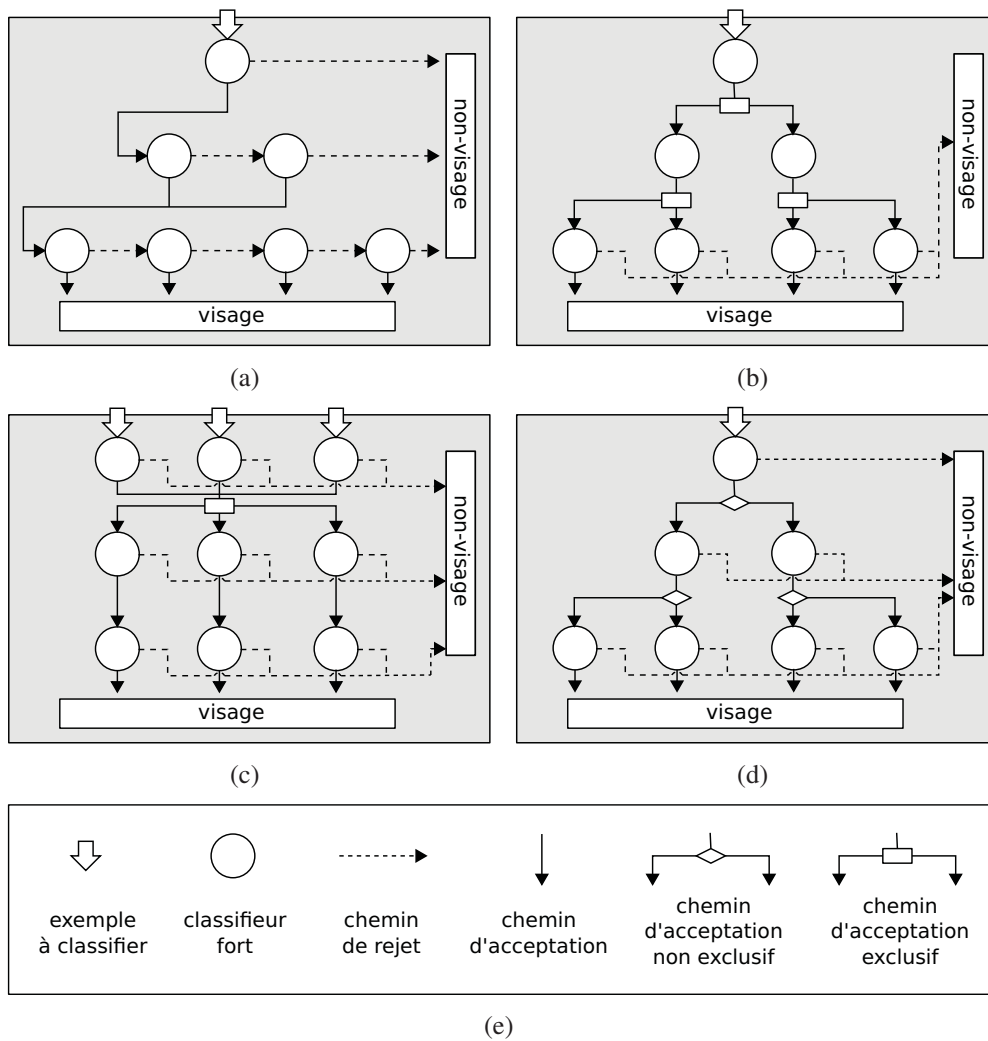 non-visage
visage
(a)
non-visage
visage
(b)
non-visage
visage
(c)
non-visage
visage
(d)
exemple
à classifier
classifieur
fort
chemin
de rejet
chemin
d'acceptation
chemin
d'acceptation
non exclusif
chemin
d'acceptation
exclusif
(e)